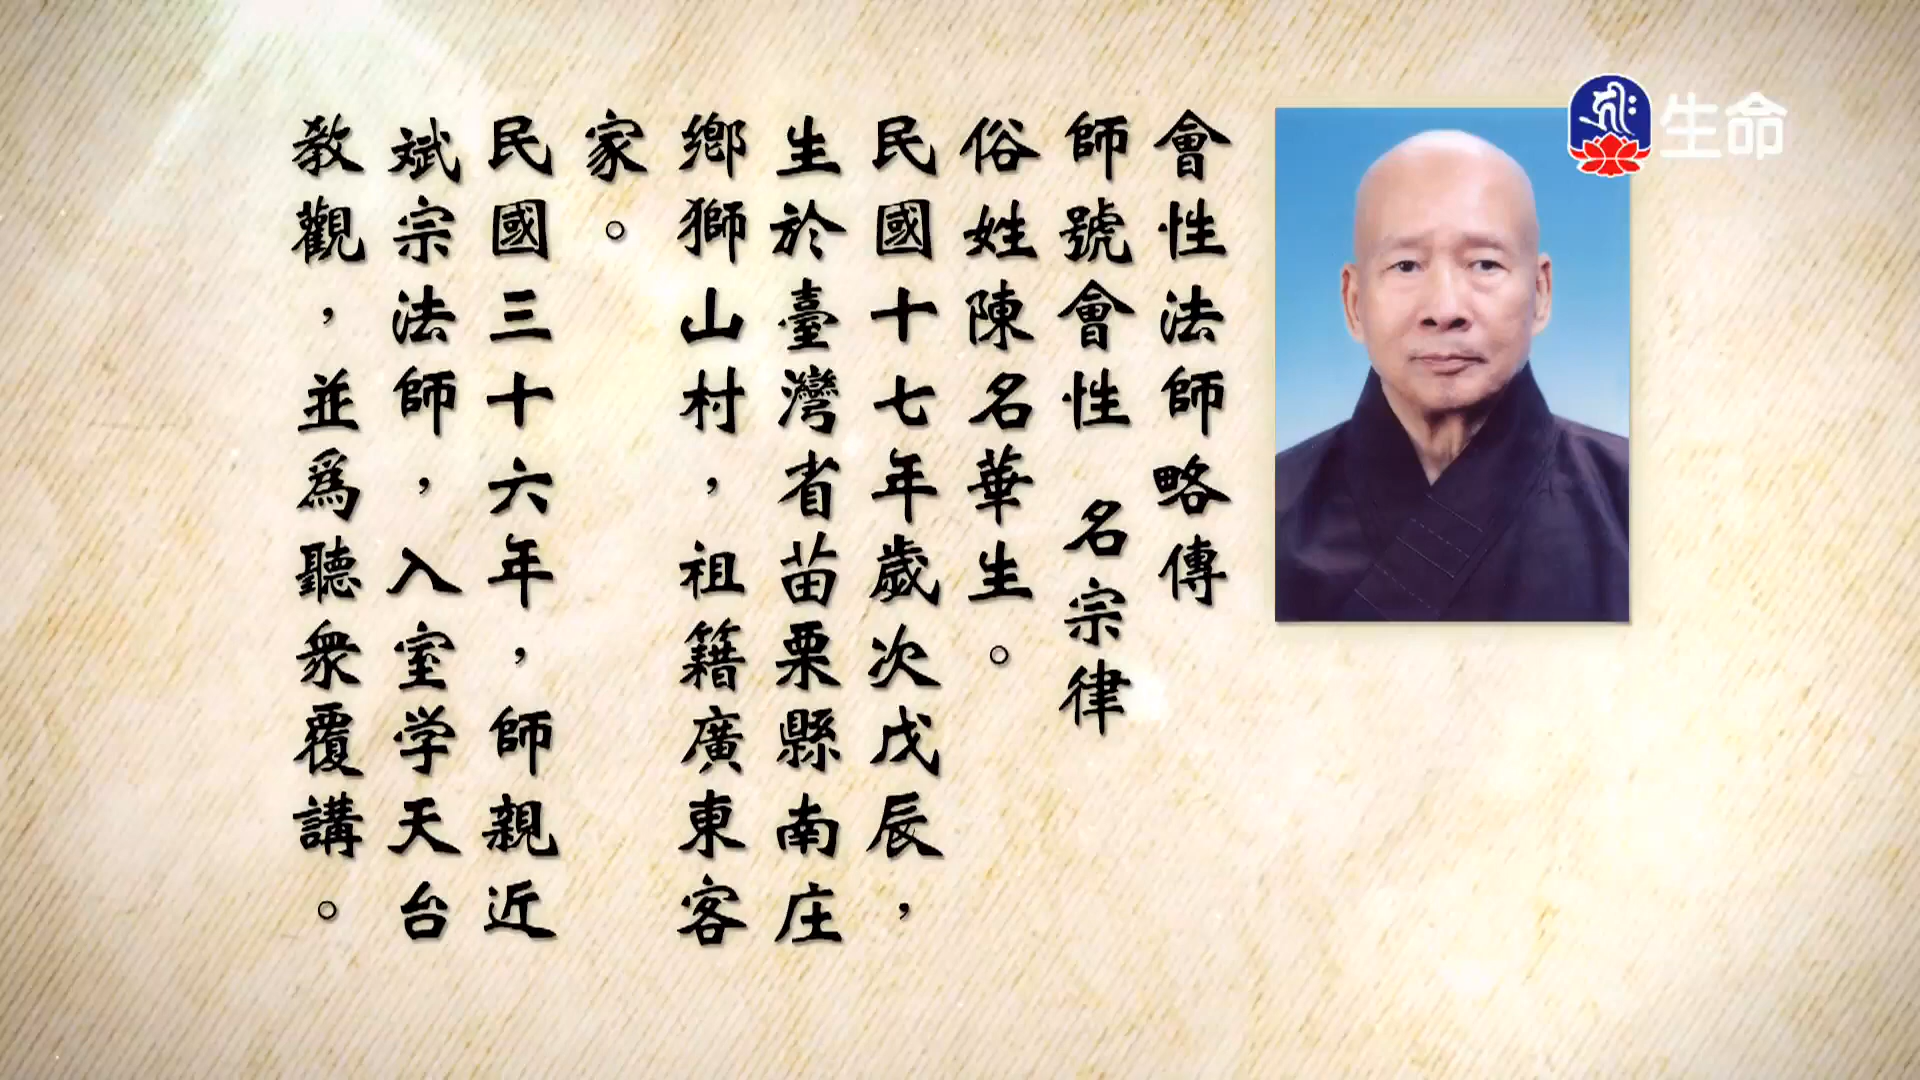 生命
會性法師略傳
師號會性 名宗律
俗姓陳名華生。
民國十七年歲次戊辰，
生於臺灣省苗栗縣南庄
鄉獅山村，祖籍廣東客
家。
民國三十六年，師親近
斌宗法師，入室学天台
教觀，並為聽衆覆講。